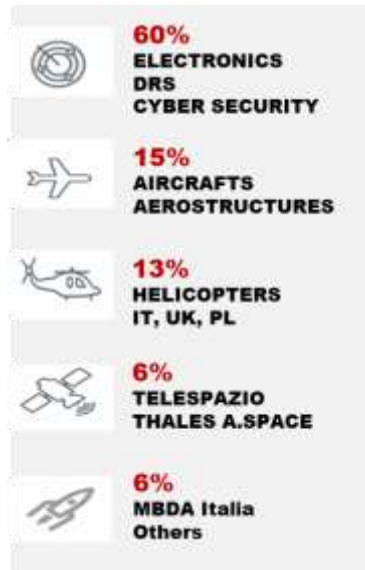 60%
ELECTRONICS
DRS
CYBER SECURITY
15%
AIRCRAFTS
AEROSTRUCTURES
13%
HELICOPTERS
IT, UK, PL
6%
TELESPAZIO
THALES A.SPACE
6%
MBDA Italia
Others